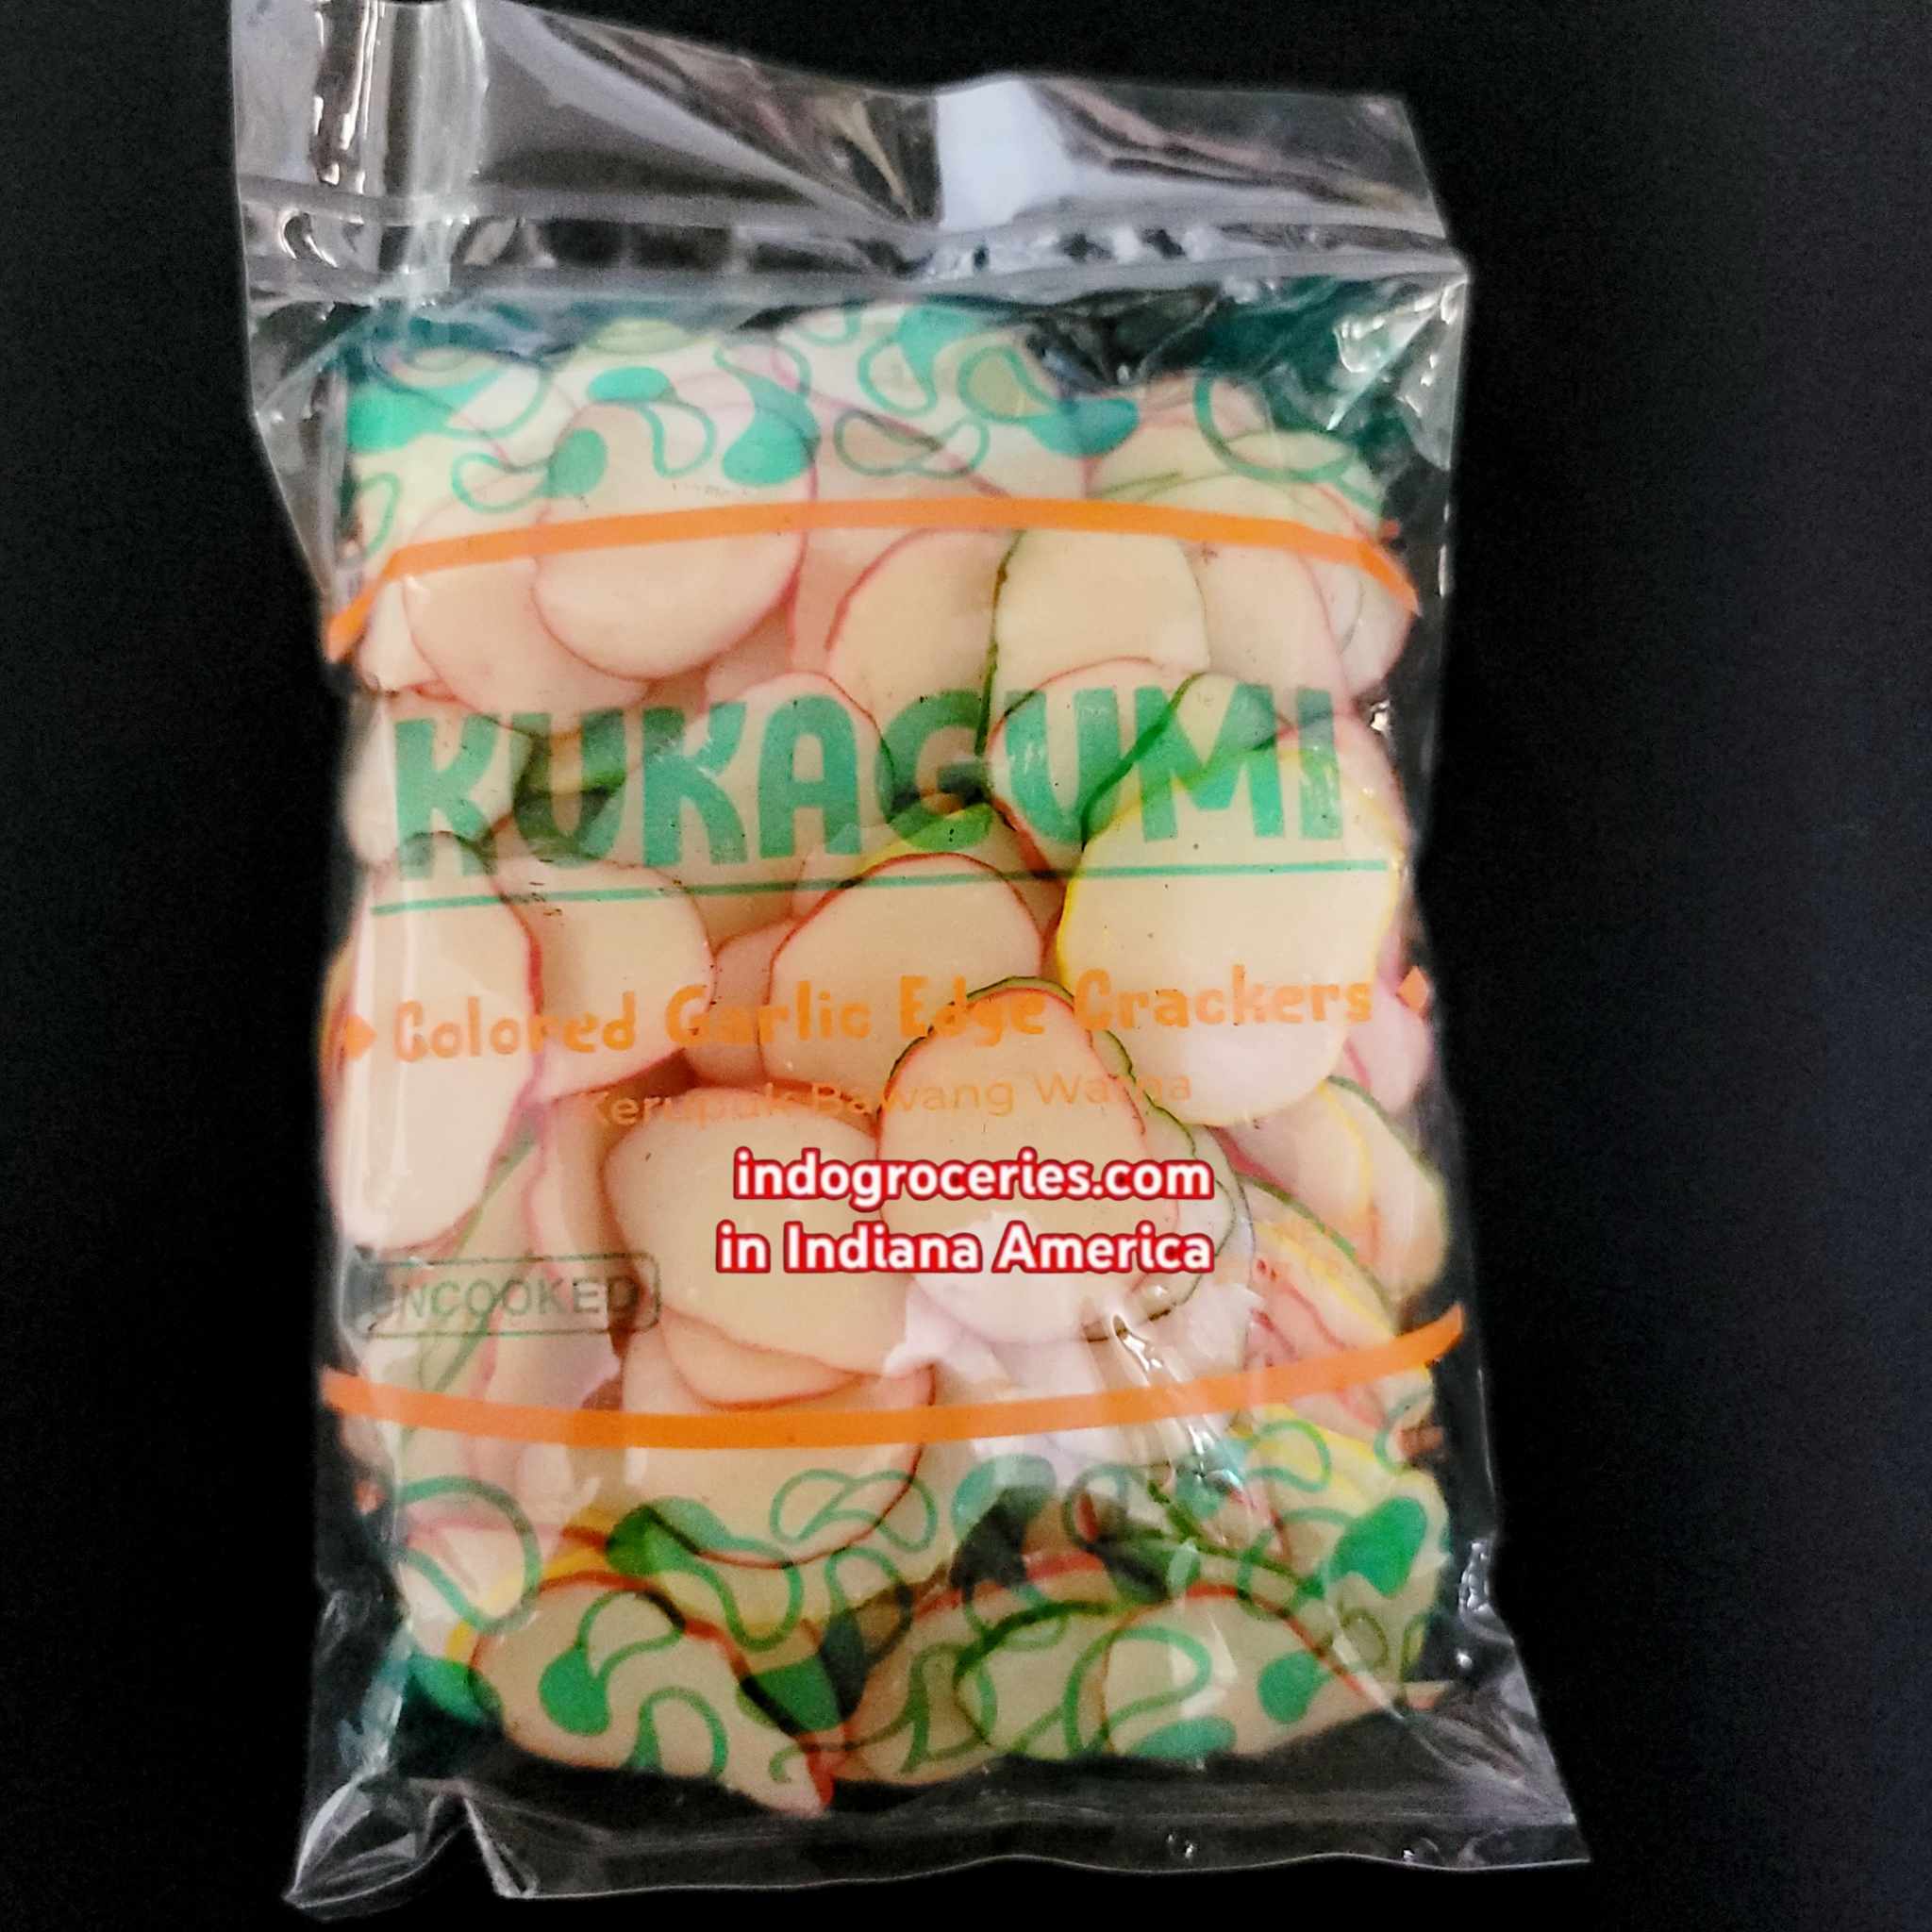 KUKAGUMI
Colored Garlic Edge Crackers
Kerupuk Bawang Warna
indogroceries.com
in Indiana America
UNCOOKED